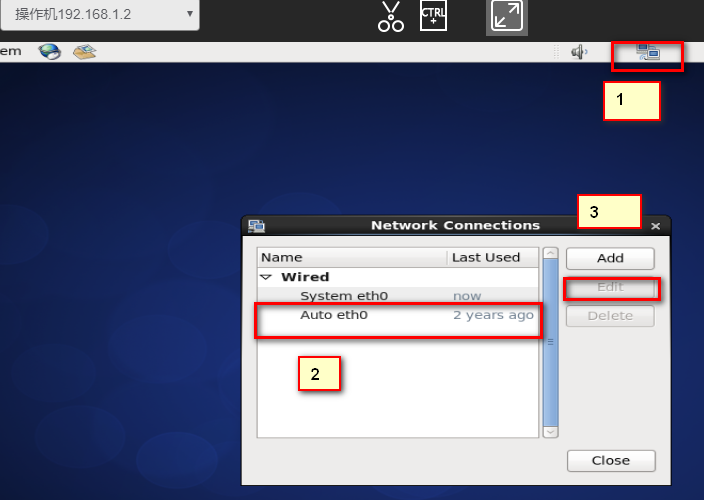 操作机192.168.1.2
CTRL
+
em
1
3
Network Connections
Name Last Used
Add
Wired
Edit
System eth0 now
Auto eth0 2 years ago
Delete
2
Close